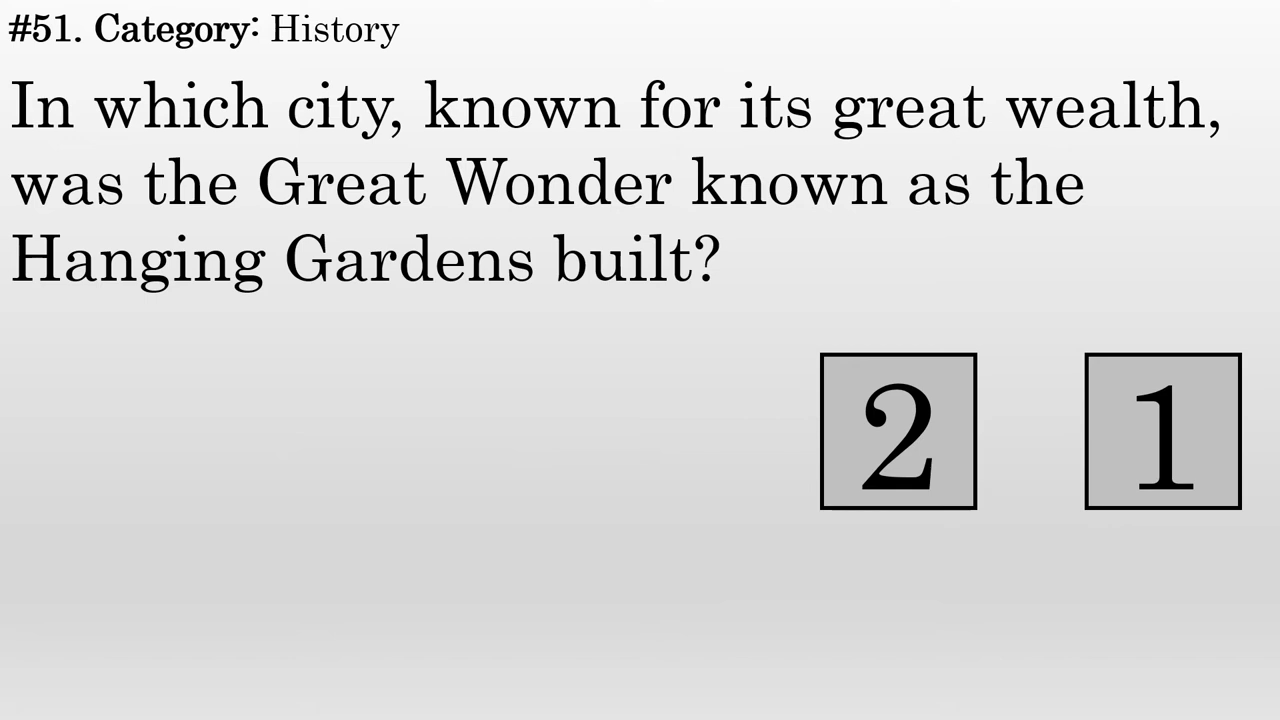 #51. Category: History
In which city, known for its great wealth,
was the Great Wonder known as the
Hanging Gardens built?
2 1